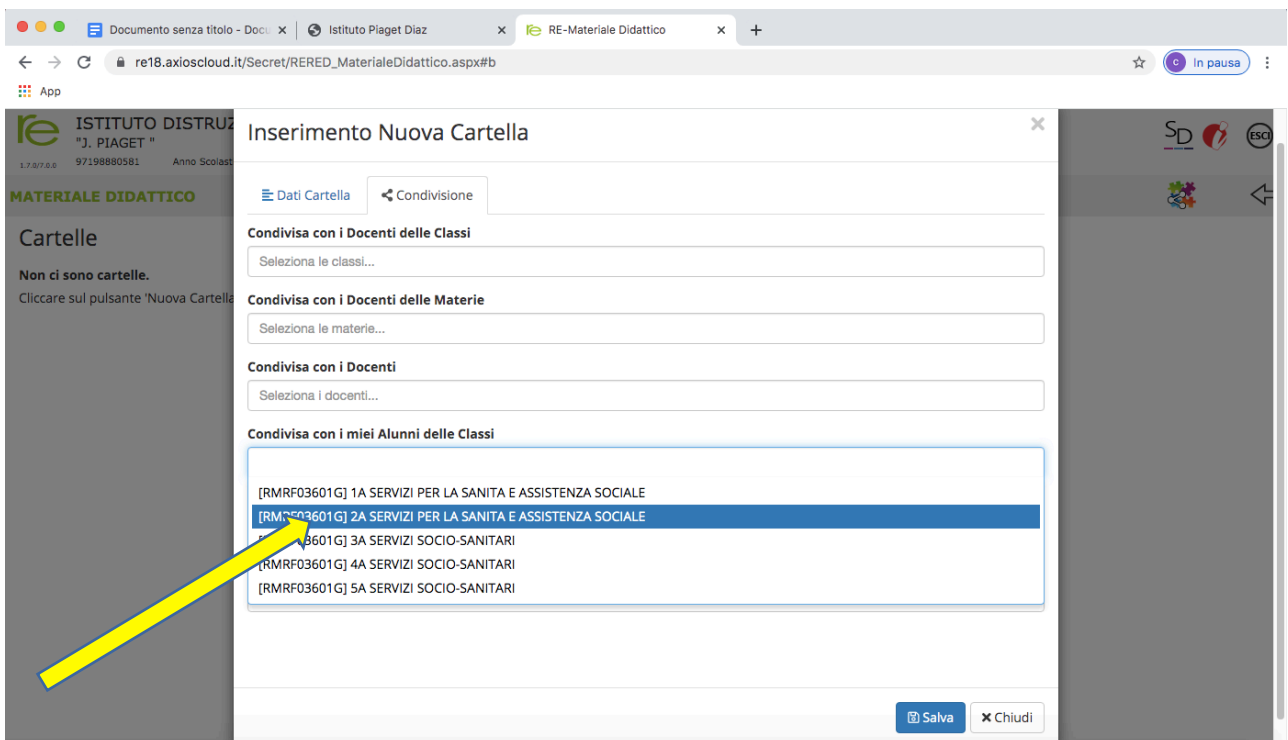 Documento senza titolo - Docu
Istituto Piaget Diaz
RE-Materiale Didattico
re18.axioscloud.it/Secret/RERED_MaterialeDidattico.aspx#b
C
In pausa
App
re
ISTITUTO DISTRUZ
"J. PIAGET "
1.7.0/7.0.0
97198880581
Anno Scolast
SD
ESCI
MATERIALE DIDATTICO
Cartelle
Non ci sono cartelle.
Cliccare sul pulsante 'Nuova Cartella
Inserimento Nuova Cartella
Dati Cartella
Condivisione
Condivisa con i Docenti delle Classi
Seleziona le classi...
Condivisa con i Docenti delle Materie
Seleziona le materie...
Condivisa con i Docenti
Seleziona i docenti...
Condivisa con i miei Alunni delle Classi
[RMRF03601G] 1A SERVIZI PER LA SANITA E ASSISTENZA SOCIALE
[RMRF03601G] 2A SERVIZI PER LA SANITA E ASSISTENZA SOCIALE
[RMRF03601G] 3A SERVIZI SOCIO-SANITARI
[RMRF03601G] 4A SERVIZI SOCIO-SANITARI
[RMRF03601G] 5A SERVIZI SOCIO-SANITARI
Salva
Chiudi